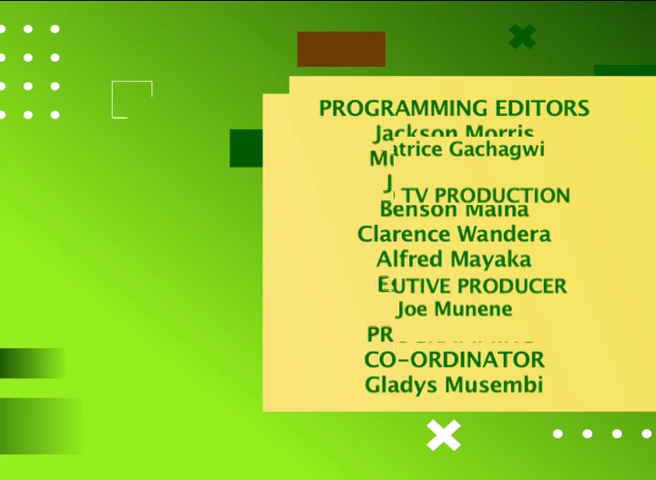 PROGRAMMING EDITORS
Jackson Morris
Gachagwi
TV PRODUCTION
Benson Maina
Clarence Wandera
Alfred Mayaka
PRODUCER
Joe Munene
CO-ORDINATOR
Gladys Musembi